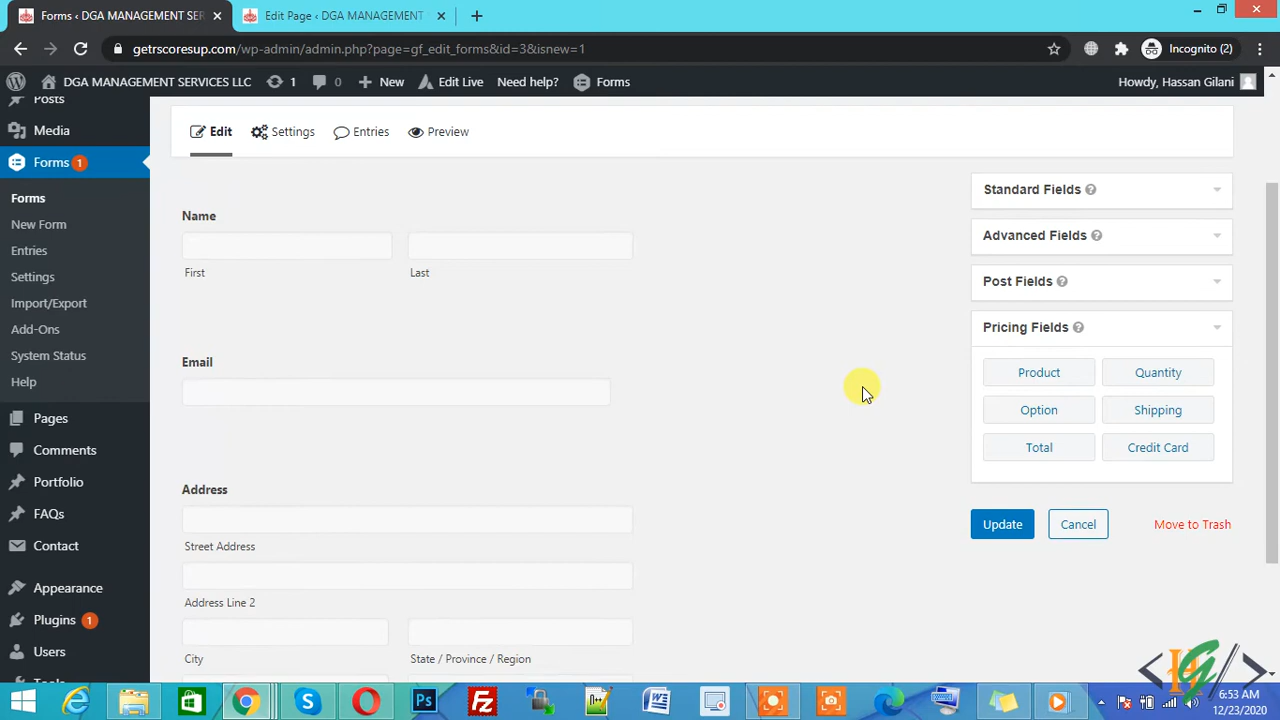 Forms ‹ DGA MANAGEMENT SER
Edit Page ‹ DGA MANAGEMENT
getrscoresup.com/wp-admin/admin.php?page=gf_edit_forms&id=3&isnew=1
Incognito (2)
DGA MANAGEMENT SERVICES LLC
1
0
New
Edit Live
Need help?
Forms
Howdy, Hassan Gilani
Posts
Media
Forms 1
Forms
New Form
Entries
Settings
Import/Export
Add-Ons
System Status
Help
Pages
Comments
Portfolio
FAQs
Contact
Appearance
Plugins 1
Users
Edit
Settings
Entries
Preview
Name
First
Last
Email
Address
Street Address
Address Line 2
City
State / Province / Region
Standard Fields
Advanced Fields
Post Fields
Pricing Fields
Product
Quantity
Option
Shipping
Total
Credit Card
Update
Cancel
Move to Trash
6:53 AM
12/23/2020